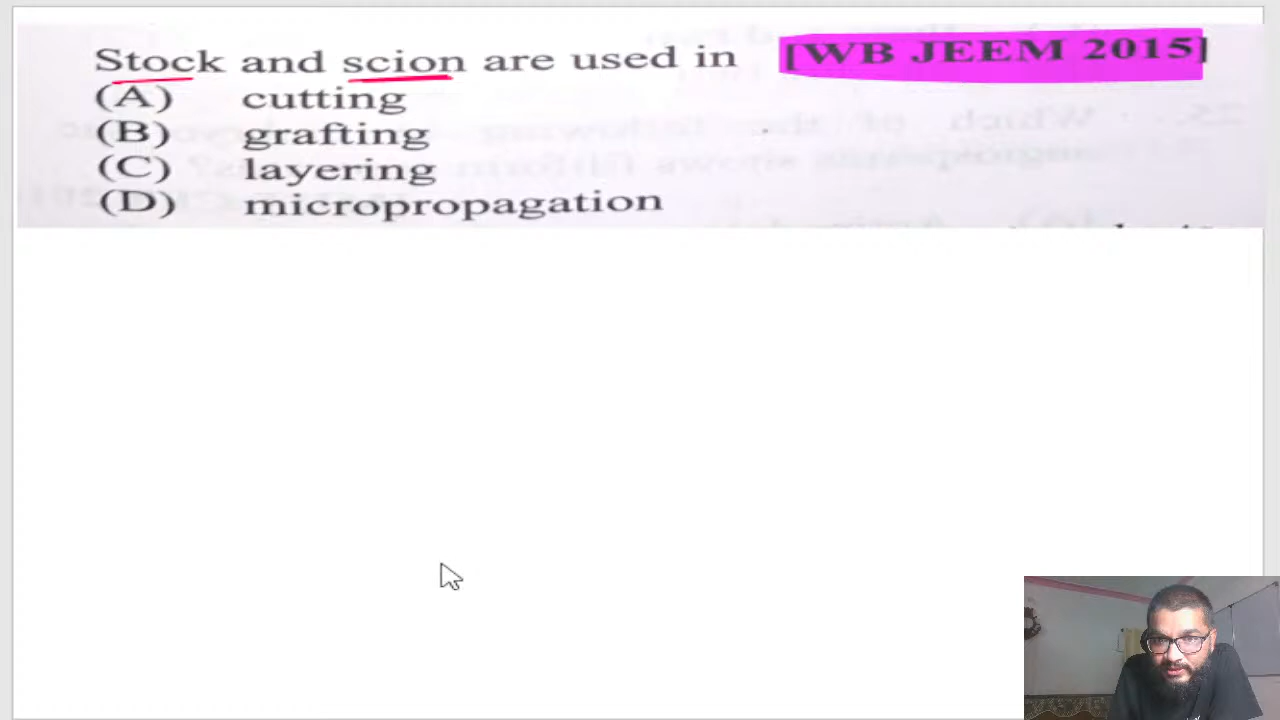 Stock and scion are used in [WB JEEM 2015]
(A) cutting
(B) grafting
(C) layering
(D) micropropagation